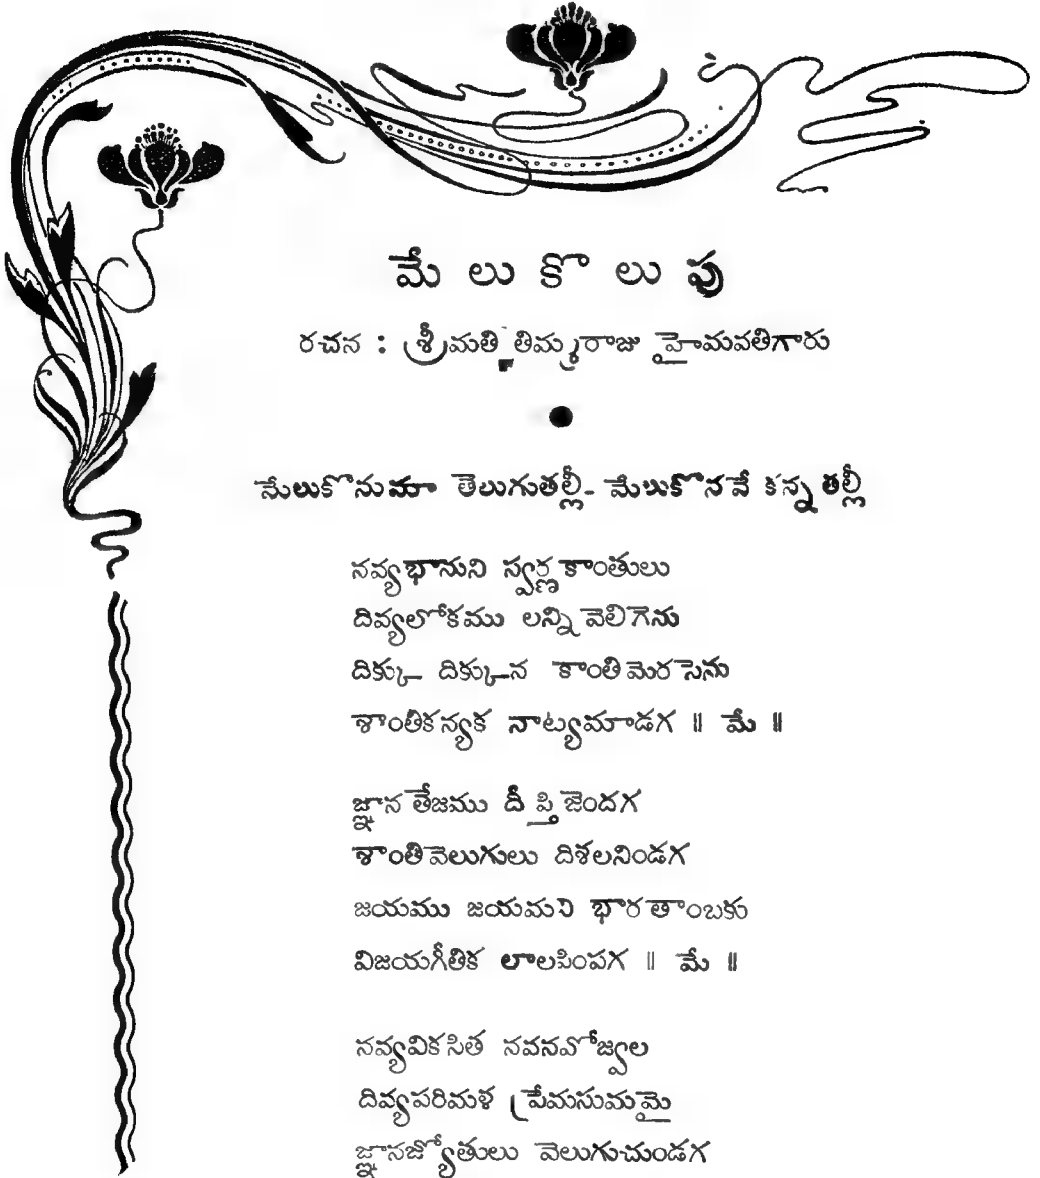 మే లు కొ లు పు
రచన : శ్రీమతి తిమ్మరాజు హైమవతిగారు
మేలుకొనుమా తెలుగుతల్లీ- మేలుకొనవే కన్నతల్లీ
నవ్యభానుని స్వర్ణకాంతులు
దివ్యలోకము లన్ని వెలిగెను
దిక్కు దిక్కున కాంతిమెరసెను
శాంతికన్యక నాట్యమాడగ ॥ మే ॥
జ్ఞానతేజము దీప్తిజెందగ
శాంతివెలుగులు దిశలనిండగ
జయము జయమని భారతాంబకు
విజయగీతిక లాలపింపగ ॥ మే ॥
నవ్యవికసిత నవనవోజ్వల
దివ్యపరిమళ ప్రేమసుమమై
జ్ఞానజ్యోతులు వెలుగుచుండగ